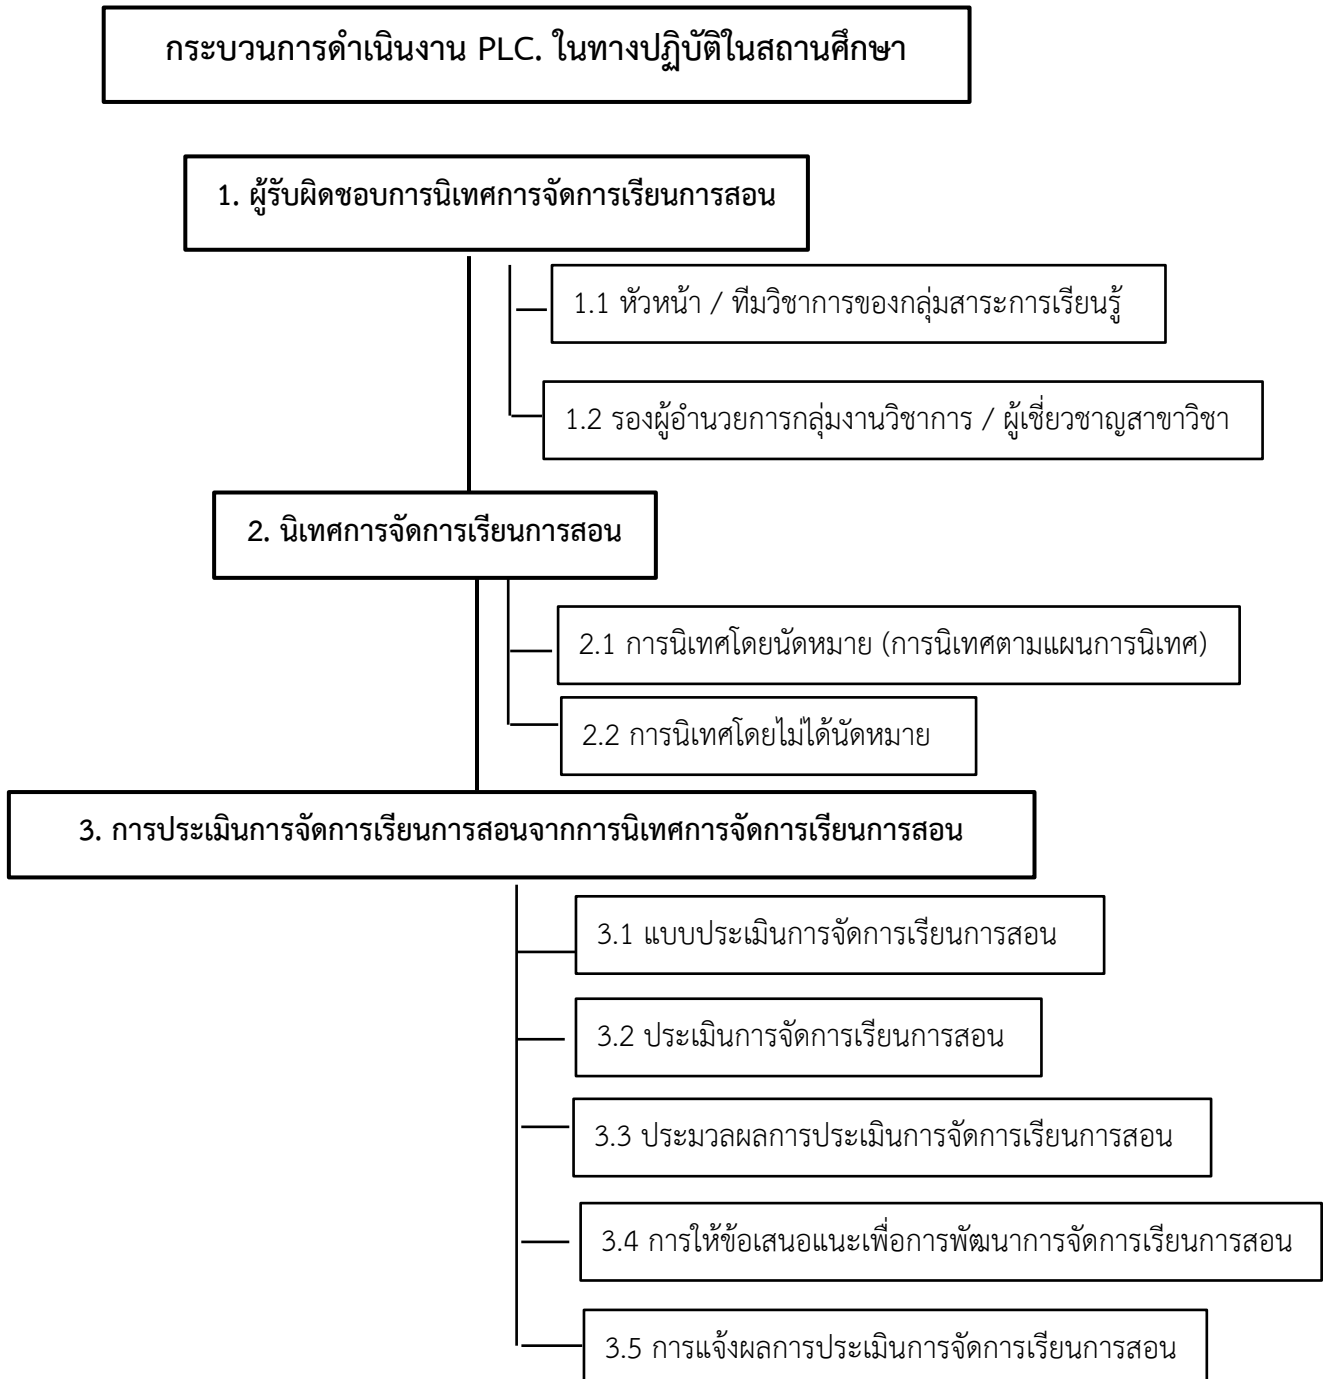 กระบวนการดำเนินงาน PLC. ในทางปฏิบัติในสถานศึกษา
1. ผู้รับผิดชอบการนิเทศการจัดการเรียนการสอน
1.1 หัวหน้า / ทีมวิชาการของกลุ่มสาระการเรียนรู้
1.2 รองผู้อำนวยการกลุ่มงานวิชาการ / ผู้เชี่ยวชาญสาขาวิชา
2. นิเทศการจัดการเรียนการสอน
2.1 การนิเทศโดยนัดหมาย (การนิเทศตามแผนการนิเทศ)
2.2 การนิเทศโดยไม่ได้นัดหมาย
3. การประเมินการจัดการเรียนการสอนจากการนิเทศการจัดการเรียนการสอน
3.1 แบบประเมินการจัดการเรียนการสอน
3.2 ประเมินการจัดการเรียนการสอน
3.3 ประมวลผลการประเมินการจัดการเรียนการสอน
3.4 การให้ข้อเสนอแนะเพื่อการพัฒนาการจัดการเรียนการสอน
3.5 การแจ้งผลการประเมินการจัดการเรียนการสอน